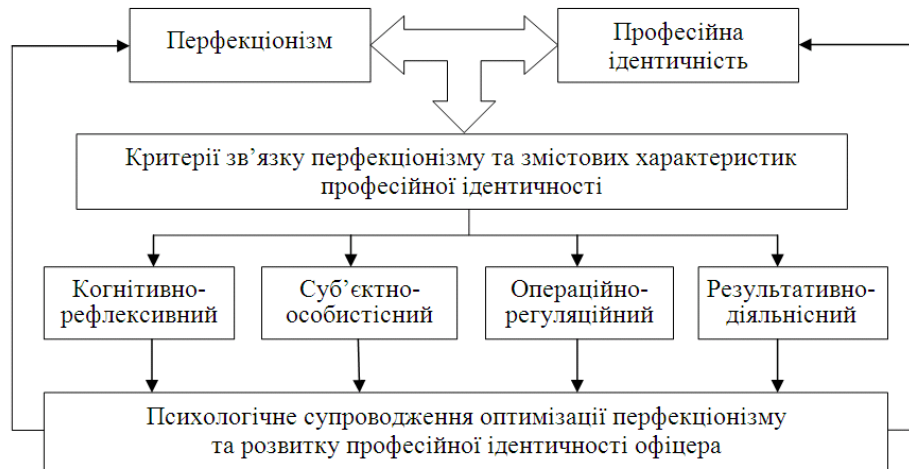 Перфекціонізм
Професійна
ідентичність
Критерії зв’язку перфекціонізму та змістових характеристик
професійної ідентичності
Когнітивно-
рефлексивний
Суб’єктно-
особистісний
Операційно-
регуляційний
Результативно-
діяльнісний
Психологічне супроводження оптимізації перфекціонізму
та розвитку професійної ідентичності офіцера